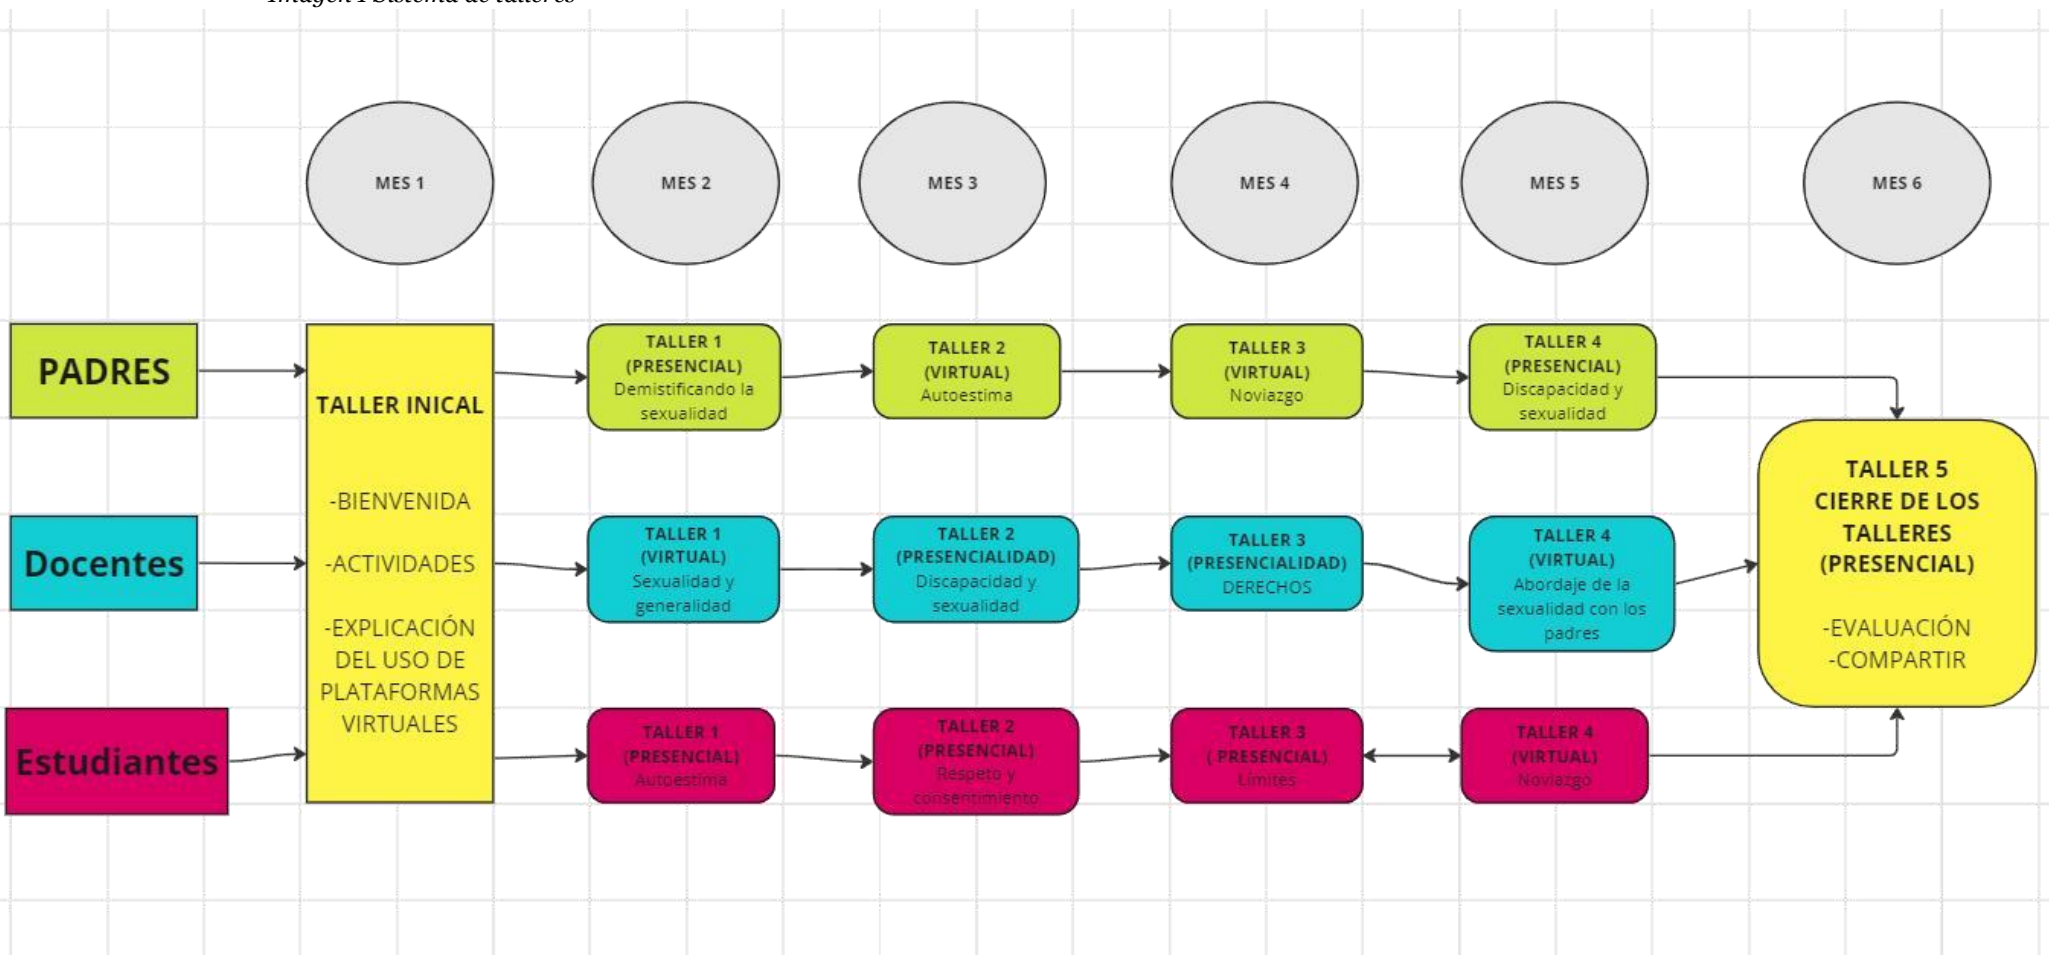 Imagen 1 Sistema de talleres
MES 1
MES 2
MES 3
MES 4
MES 5
MES 6
PADRES
Docentes
Estudiantes
TALLER INICAL
-BIENVENIDA
-ACTIVIDADES
-EXPLICACIÓN
DEL USO DE
PLATAFORMAS
VIRTUALES
TALLER 1
(PRESENCIAL)
Demistificando la
sexualidad
TALLER 2
(VIRTUAL)
Autoestima
TALLER 3
(VIRTUAL)
Noviazgo
TALLER 4
(PRESENCIAL)
Discapacidad y
sexualidad
TALLER 1
(VIRTUAL)
Sexualidad y
generalidad
TALLER 2
(PRESENCIALIDAD)
Discapacidad y
sexualidad
TALLER 3
(PRESENCIALIDAD)
DERECHOS
TALLER 4
(VIRTUAL)
Abordaje de la
sexualidad con los
padres
TALLER 1
(PRESENCIAL)
Autoestima
TALLER 2
(PRESENCIAL)
Respeto y
consentimiento
TALLER 3
( PRESENCIAL)
Límites
TALLER 4
(VIRTUAL)
Noviazgo
TALLER 5
CIERRE DE LOS
TALLERES
(PRESENCIAL)
-EVALUACIÓN
-COMPARTIR